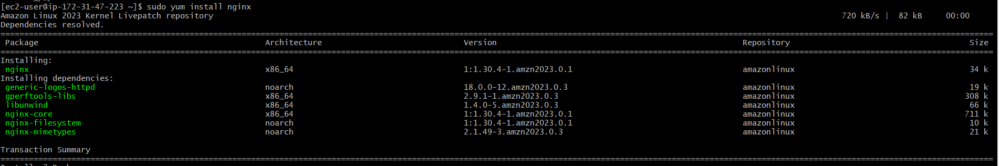 [ec2-user@ip-172-31-47-223 ~]$ sudo yum install nginx
Amazon Linux 2023 Kernel Livepatch repository 720 kB/s | 82 kB 00:00
Dependencies resolved.
================================================================================
Package Architecture Version Repository Size
================================================================================
Installing:
nginx x86_64 1:1.30.4-1.amzn2023.0.1 amazonlinux 34 k
Installing dependencies:
generic-logos-httpd noarch 18.0.0-12.amzn2023.0.3 amazonlinux 19 k
gperftools-libs x86_64 2.9.1-1.amzn2023.0.3 amazonlinux 308 k
libunwind x86_64 1.4.0-5.amzn2023.0.3 amazonlinux 66 k
nginx-core x86_64 1:1.30.4-1.amzn2023.0.1 amazonlinux 711 k
nginx-filesystem noarch 1:1.30.4-1.amzn2023.0.1 amazonlinux 10 k
nginx-mimetypes noarch 2.1.49-3.amzn2023.0.3 amazonlinux 21 k
Transaction Summary
================================================================================